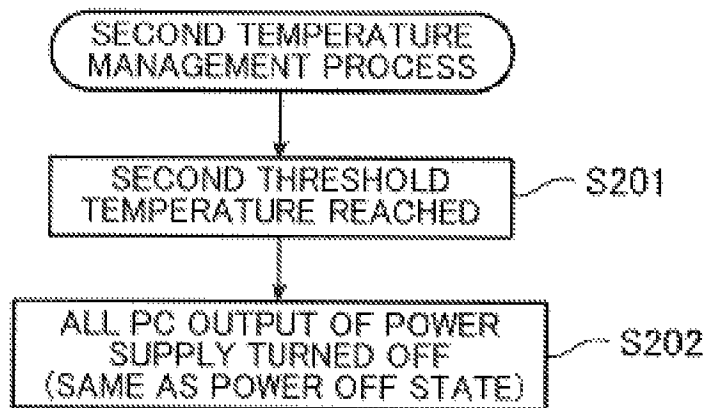 SECOND TEMPERATURE
MANAGEMENT PROCESS
SECOND THRESHOLD
TEMPERATURE REACHED
S201
ALL PC OUTPUT OF POWER
SUPPLY TURNED OFF
(SAME AS POWER OFF STATE)
S202